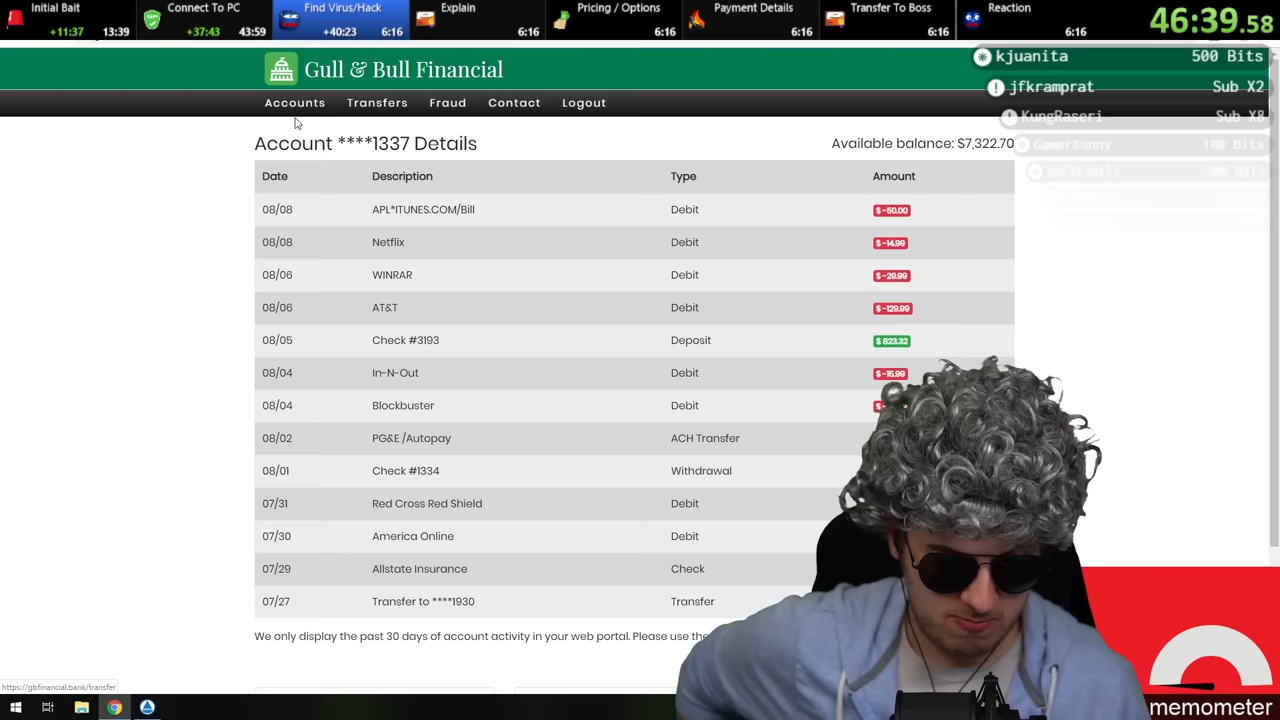 Initial Bait
+11:37 13:39
Connect To PC
+37:43 43:59
Find Virus/Hack
+40:23 6:16
Explain
6:16
Pricing / Options
6:16
Payment Details
6:16
Transfer To Boss
6:16
Reaction
6:16
46:39.58
kjuanita 500 Bits
jfkramprat Sub X2
KungRaseri Sub X8
GamerBunny 100 Bits
Gull & Bull Financial
Accounts Transfers Fraud Contact Logout
Account ****1337 Details Available balance: $7,322.70
Date Description Type Amount
08/08 APL*ITUNES.COM/Bill Debit $ -50.00
08/08 Netflix Debit $ -14.99
08/06 WINRAR Debit $ -29.99
08/06 AT&T Debit $ -129.99
08/05 Check #3193 Deposit $ 823.32
08/04 In-N-Out Debit $ -15.99
08/04 Blockbuster Debit
08/02 PG&E /Autopay ACH Transfer
08/01 Check #1334 Withdrawal
07/31 Red Cross Red Shield Debit
07/30 America Online Debit
07/29 Allstate Insurance Check
07/27 Transfer to ****1930 Transfer
We only display the past 30 days of account activity in your web portal. Please use the
https://gbfinancial.bank/transfer
memometer